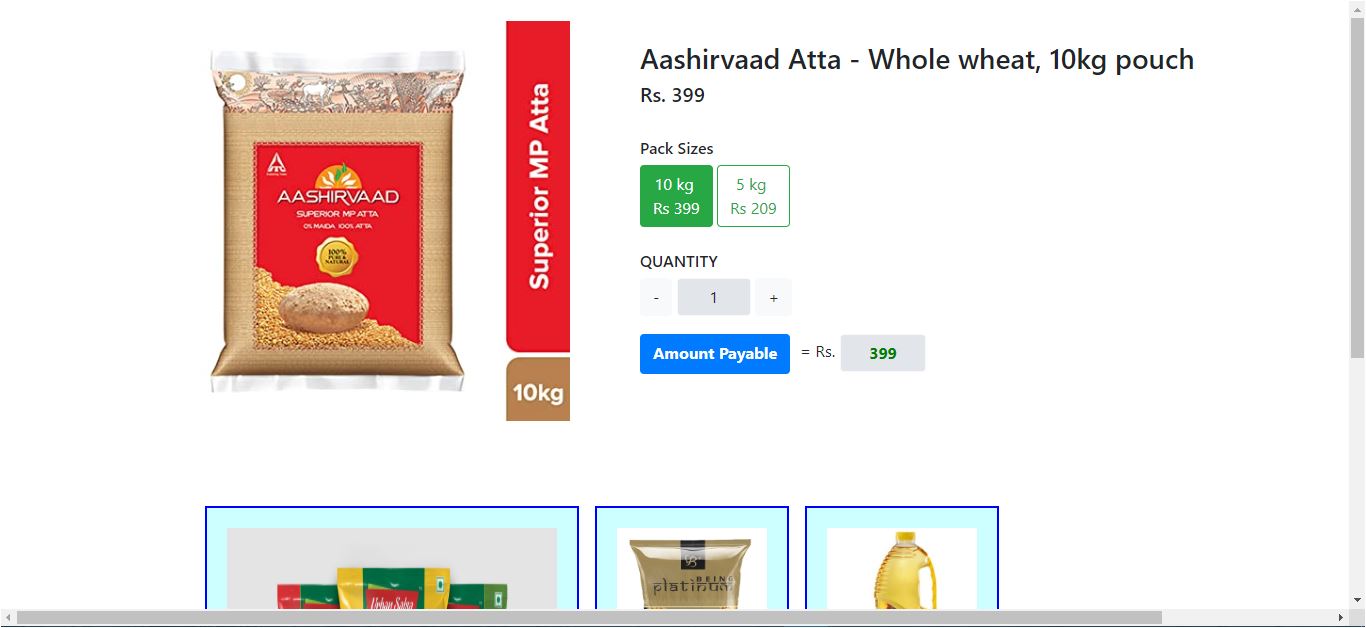 Aashirvaad Atta - Whole wheat, 10kg pouch
Rs. 399
Pack Sizes
10 kg
Rs 399
5 kg
Rs 209
QUANTITY
- 1 +
Amount Payable = Rs. 399
AASHIRVAAD
SUPERIOR MP ATTA
0% MAIDA 100% ATTA
100%
PURE &
NATURAL
Superior MP Atta
10kg
BEING
platinum